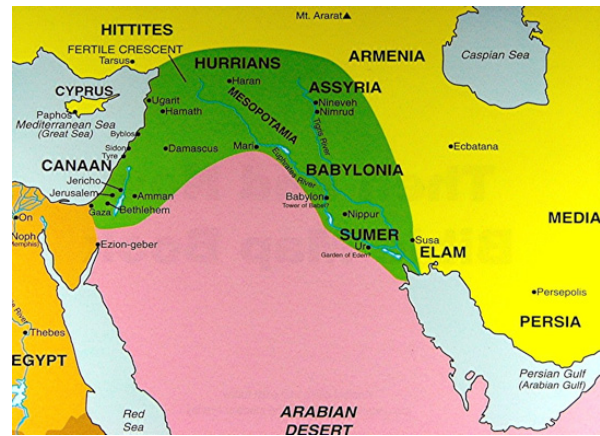 Mt. Ararat
HITTITES
FERTILE CRESCENT
Tarsus
HURRIANS
ARMENIA
Caspian Sea
Haran
CYPRUS
ASSYRIA
Paphos
Ugarit
MESOPOTAMIA
Nineveh
Nimrud
Hamath
Mediterranean Sea
(Great Sea)
Tigris River
Byblos
Sidon
Tyre
Damascus
Mari
Ecbatana
CANAAN
Euphrates River
BABYLONIA
Jericho
Jerusalem
Amman
Babylon
Tower of Babel?
Gaza
Bethlehem
Nippur
On
MEDIA
Noph
SUMER
Susa
Ezion-geber
Ur
ELAM
Garden of Eden?
Persepolis
Thebes
PERSIA
EGYPT
Persian Gulf
(Arabian Gulf)
Red
Sea
ARABIAN
DESERT